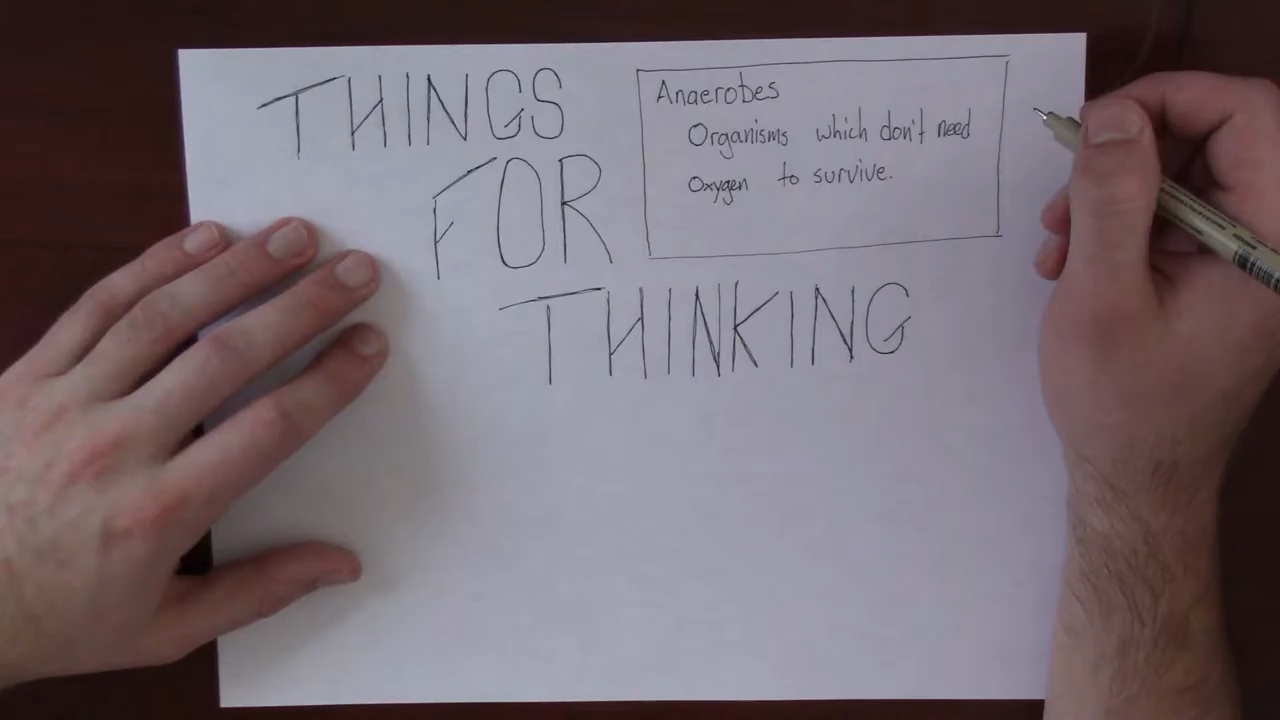 THINGS
FOR
THINKING
Anaerobes
Organisms which don't need
Oxygen to survive.